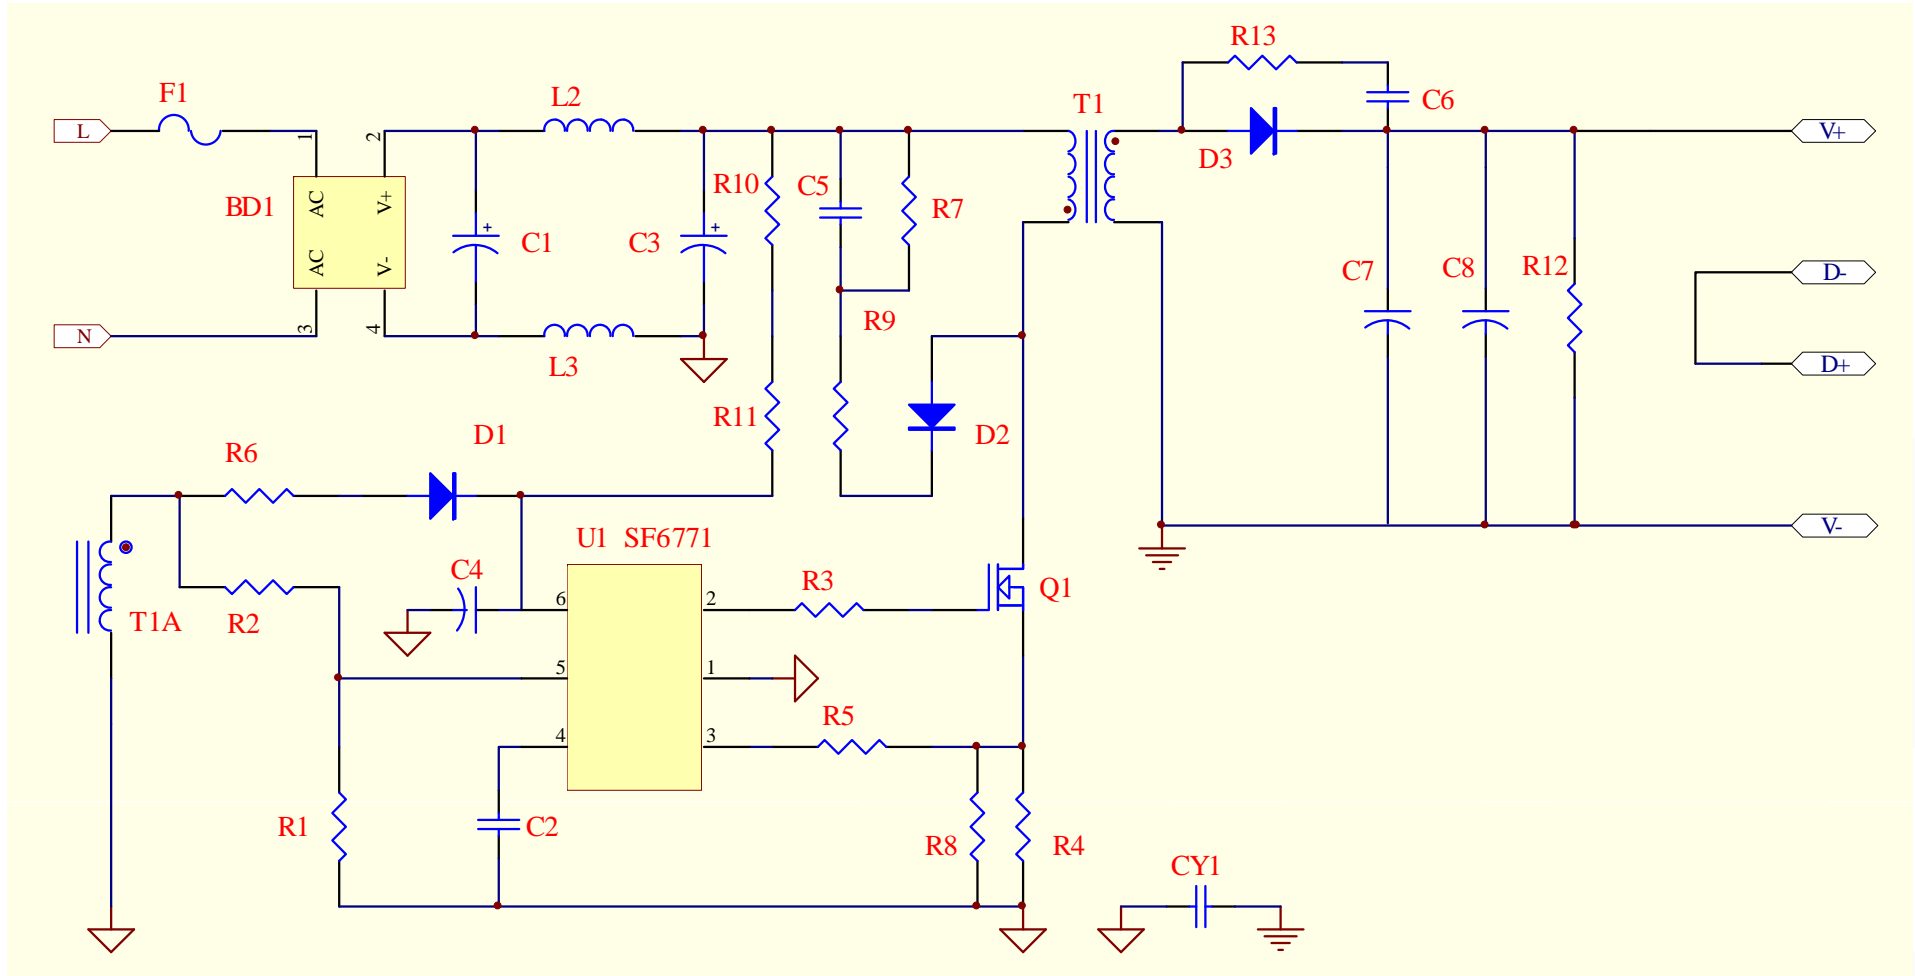 R13
F1
L2
T1
C6
L
1
2
V+
D3
AC
V+
BD1
R10
C5
R7
C1
C3
AC
V-
C7
C8
R12
D-
N
3
4
R9
L3
D+
R11
D2
D1
R6
U1 SF6771
V-
C4
R3
Q1
6
2
T1A
R2
5
1
R5
4
3
R1
C2
R8
R4
CY1
+
+